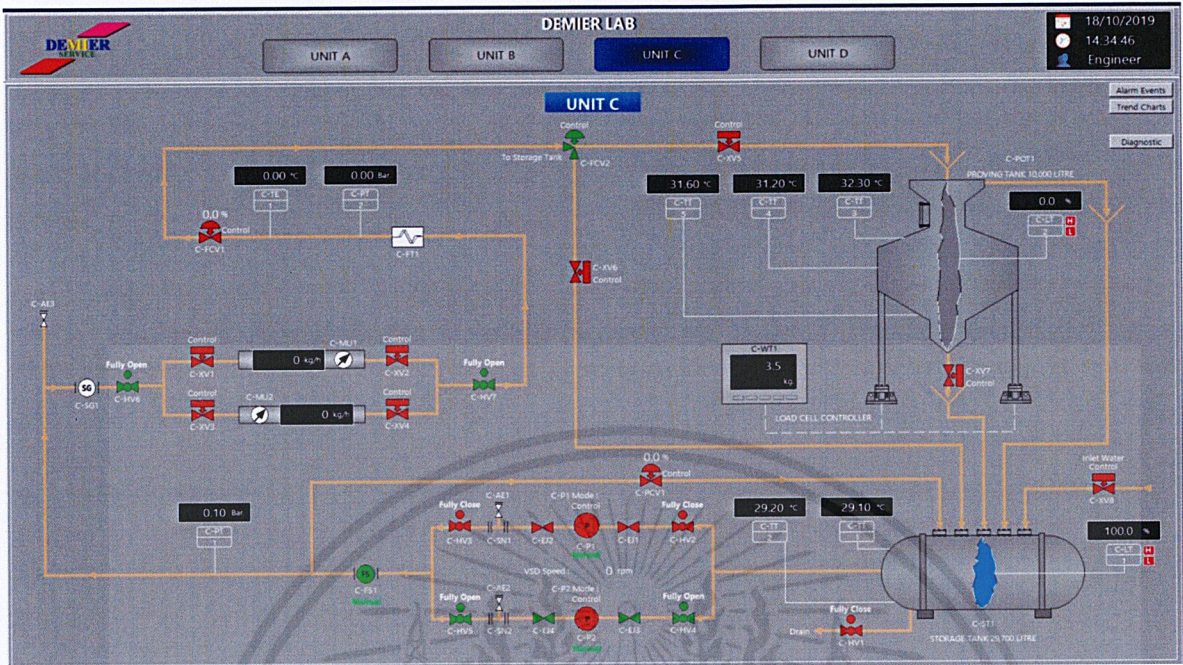 DEMIER SERVICE
DEMIER LAB
UNIT A
UNIT B
UNIT C
UNIT D
18/10/2019
14:34:46
Engineer
UNIT C
Alarm Events
Trend Charts
Diagnostic
Control
To Storage Tank
C-FCV2
Control
C-XV5
C-POT1
PROVING TANK 10,000 LITRE
0.00 °C
C-TE
0.00 Bar
C-PT
2
31.60 °C
C-TT
5
31.20 °C
C-TT
4
32.30 °C
C-TT
3
0.0 %
C-LT
2
H
L
0.0 %
Control
C-FCV1
C-FT1
C-XV6
Control
C-AE3
Control
C-XV1
0 kg/h
C-MU1
Control
C-XV2
Fully Open
C-HV6
SG
C-SG1
Fully Open
C-HV7
Control
C-XV3
C-MU2
0 kg/h
Control
C-XV4
C-WT1
3.5
kg
C-XV7
Control
LOAD CELL CONTROLLER
0.0 %
Control
C-PCV1
Inlet Water
Control
C-XV8
0.10 Bar
C-PT
Fully Close
C-HV3
C-AE1
C-SN1
C-EJ2
C-P1 Mode :
Control
C-P1
Normal
C-EJ1
Fully Close
C-HV2
29.20 °C
C-TT
2
29.10 °C
C-TT
1
100.0 %
C-LT
1
H
L
VSD Speed :
0 rpm
FS
C-FS1
Normal
Fully Open
C-HV5
C-AE2
C-SN2
C-EJ4
C-P2 Mode :
Control
C-P2
Normal
C-EJ3
Fully Open
C-HV4
Fully Close
Drain
C-HV1
C-ST1
STORAGE TANK 29,700 LITRE